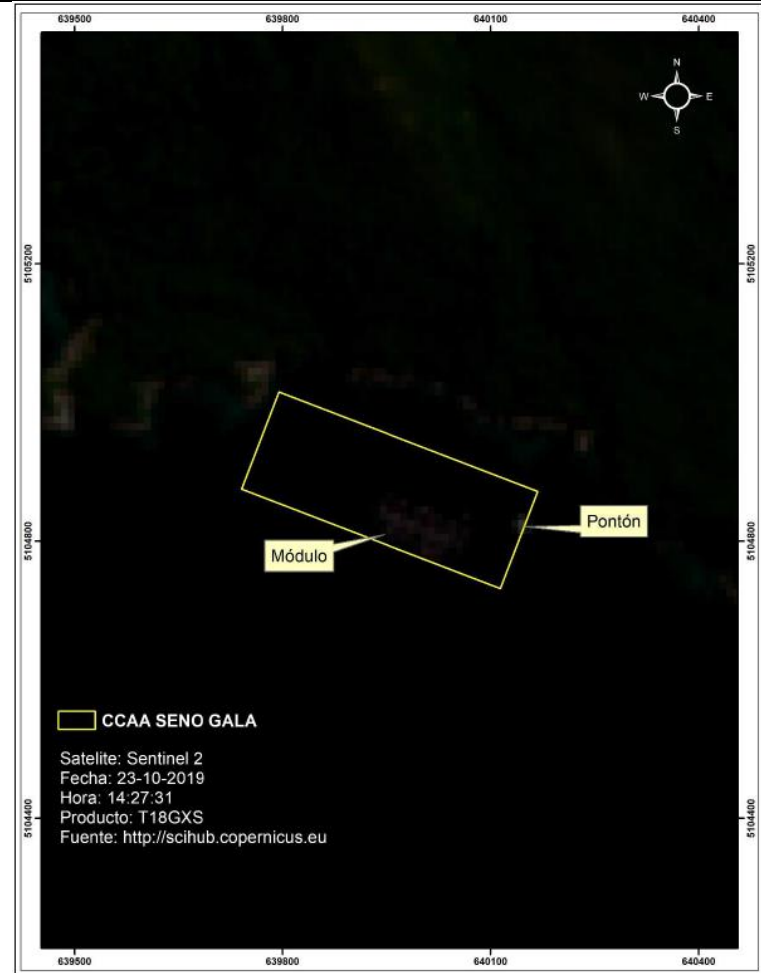 639500 639800 640100 640400
N
W E
S
5105200 5105200
Pontón
5104800 5104800
Módulo
CCAA SENO GALA
Satelite: Sentinel 2
Fecha: 23-10-2019
Hora: 14:27:31
Producto: T18GXS
Fuente: http://scihub.copernicus.eu
5104400 5104400
639500 639800 640100 640400